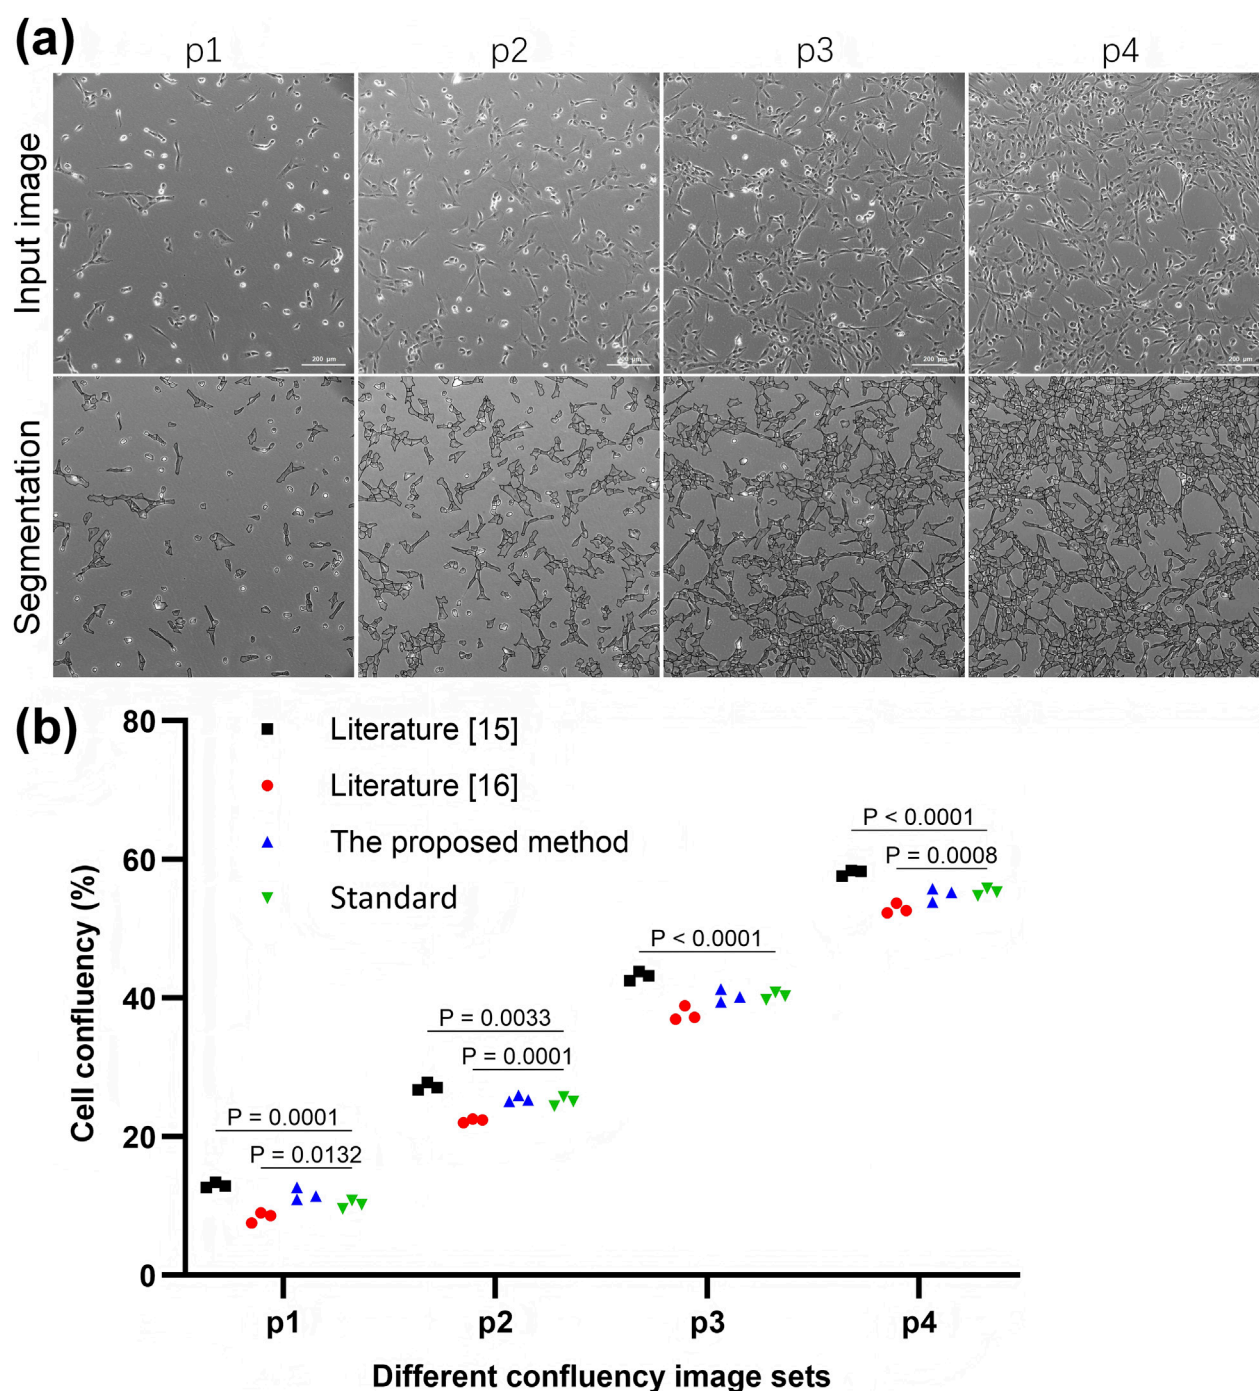 (a)
p1 p2 p3 p4
Input image
200 µm 200 µm 200 µm
Segmentation
(b)
80
60
40
20
0
Cell confluency (%)
Literature [15]
Literature [16]
The proposed method
Standard
P = 0.0001
P = 0.0132
P = 0.0033
P = 0.0001
P < 0.0001
P < 0.0001
P = 0.0008
p1 p2 p3 p4
Different confluency image sets